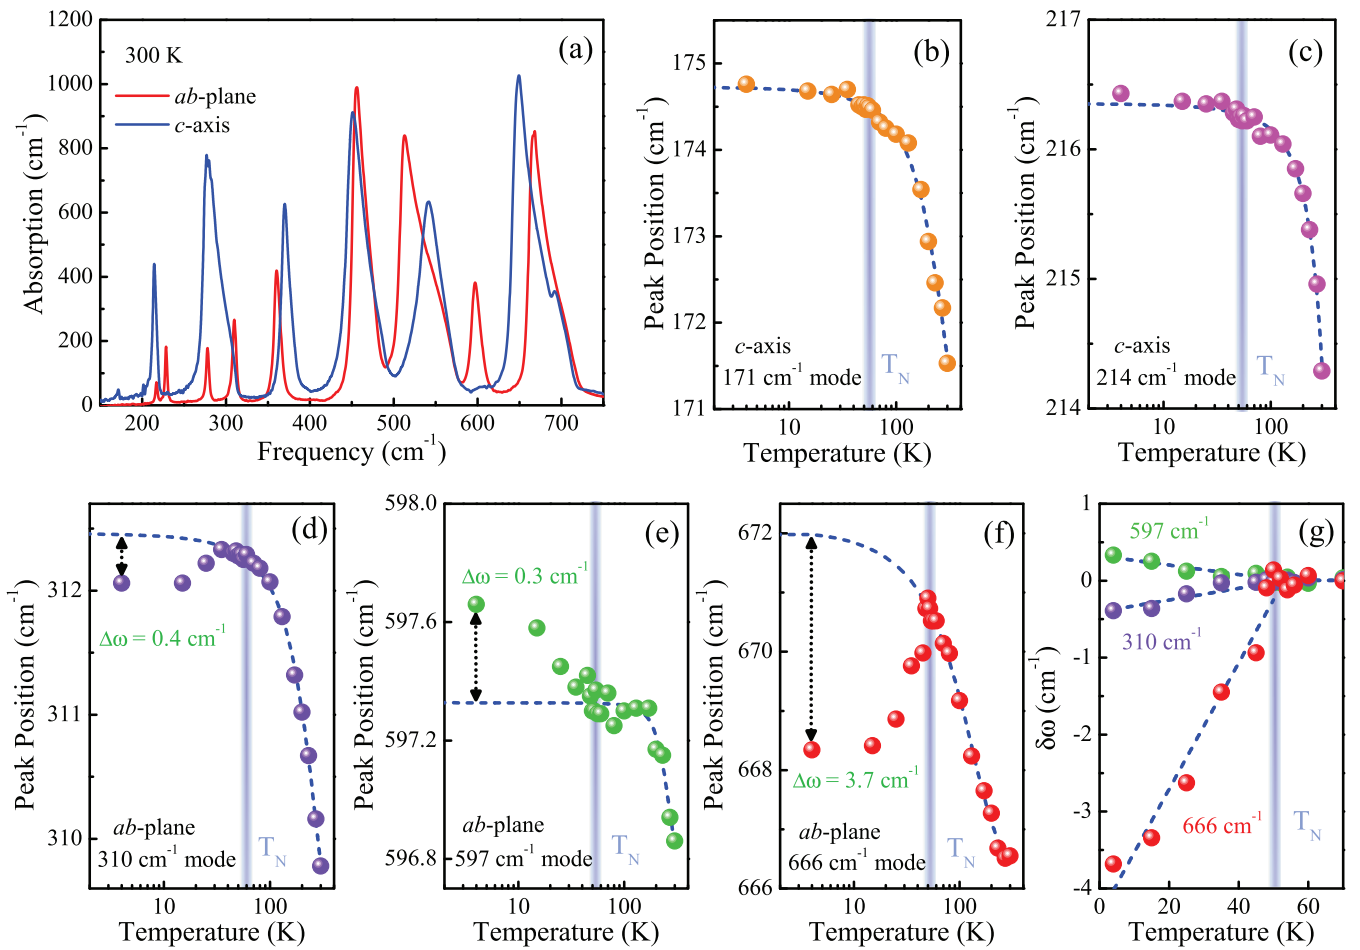 (a)
300 K
ab-plane
c-axis
1200
1000
800
600
400
200
0
200 300 400 500 600 700
Absorption (cm-1)
Frequency (cm-1)
(b)
175
174
173
172
171
10 100
Peak Position (cm-1)
Temperature (K)
c-axis
171 cm-1 mode
TN
(c)
217
216
215
214
10 100
Peak Position (cm-1)
Temperature (K)
c-axis
214 cm-1 mode
TN
(d)
312
311
310
10 100
Peak Position (cm-1)
Temperature (K)
Δω = 0.4 cm-1
ab-plane
310 cm-1 mode
TN
(e)
598.0
597.6
597.2
596.8
10 100
Peak Position (cm-1)
Temperature (K)
Δω = 0.3 cm-1
ab-plane
597 cm-1 mode
TN
(f)
672
670
668
666
10 100
Peak Position (cm-1)
Temperature (K)
Δω = 3.7 cm-1
ab-plane
666 cm-1 mode
TN
(g)
1
0
-1
-2
-3
-4
0 20 40 60
δω (cm-1)
Temperature (K)
597 cm-1
310 cm-1
666 cm-1
TN